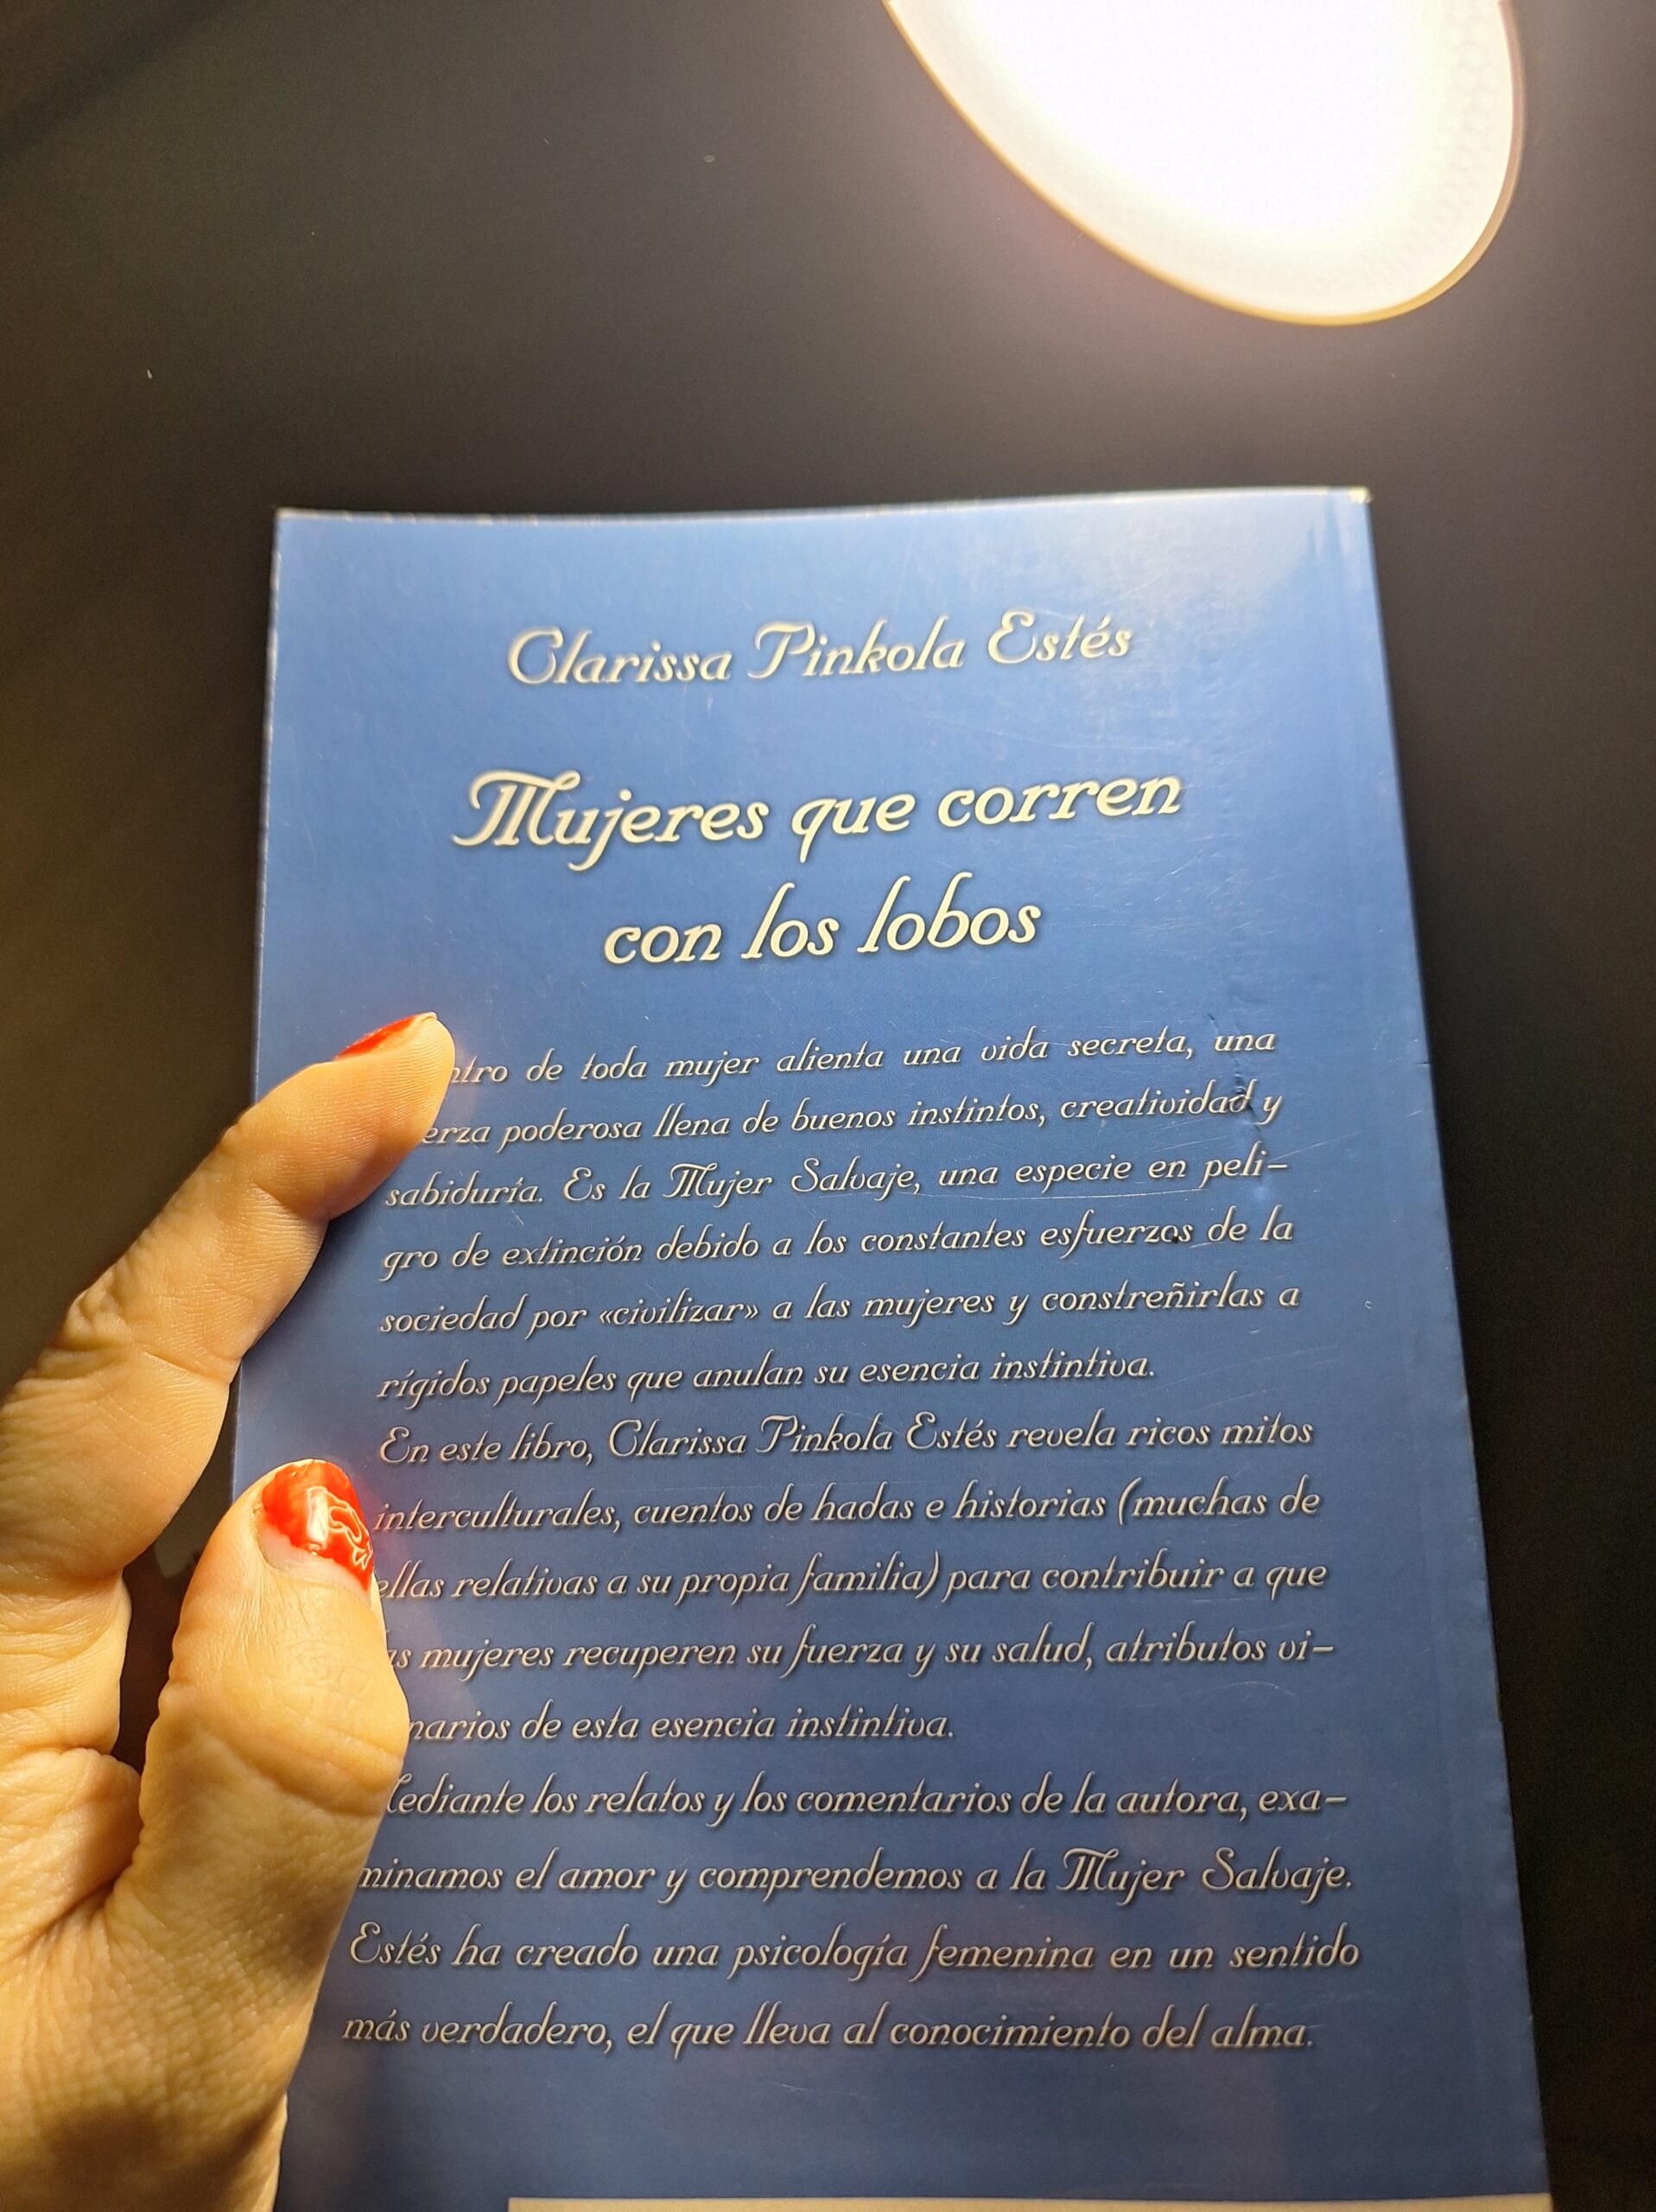 Clarissa Pinkola Estés
Mujeres que corren
con los lobos
de toda mujer alienta una vida secreta, una
poderosa llena de buenos instintos, creatividad y
sabiduría. Es la Mujer Salvaje, una especie en peli-
gro de extinción debido a los constantes esfuerzos de la
sociedad por «civilizar» a las mujeres y constreñirlas a
rígidos papeles que anulan su esencia instintiva.
En este libro, Clarissa Pinkola Estés revela ricos mitos
interculturales, cuentos de hadas e historias (muchas de
ellas relativas a su propia familia) para contribuir a que
mujeres recuperen su fuerza y su salud, atributos vi-
de esta esencia instintiva.
Mediante los relatos y los comentarios de la autora, exa-
minamos el amor y comprendemos a la Mujer Salvaje.
Estés ha creado una psicología femenina en un sentido
más verdadero, el que lleva al conocimiento del alma.